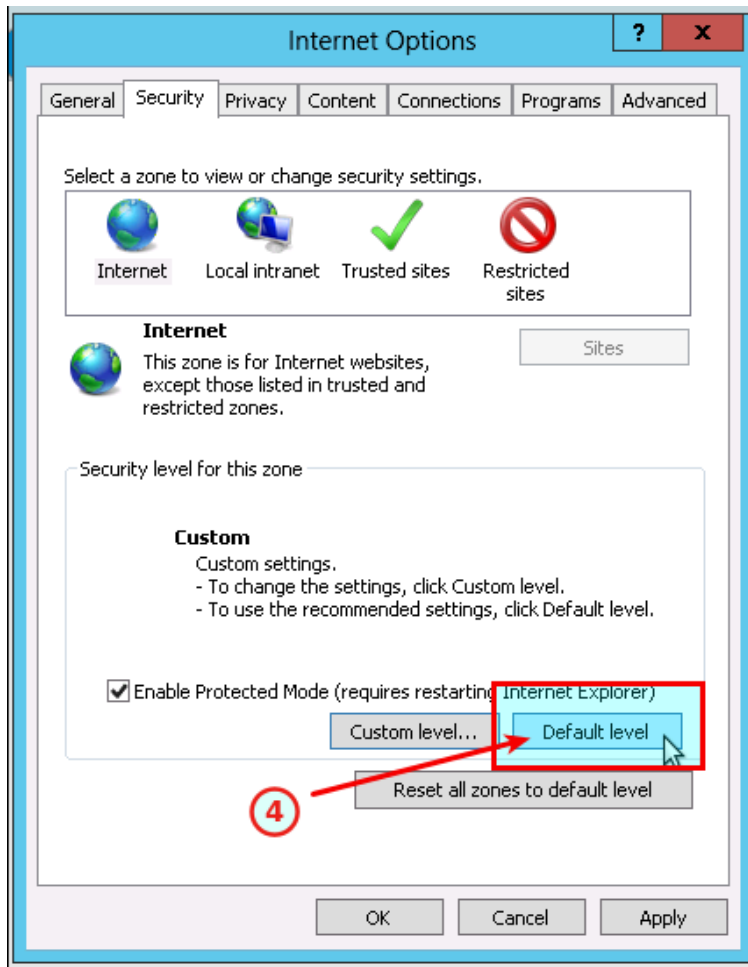 Internet Options
? x
General Security Privacy Content Connections Programs Advanced
Select a zone to view or change security settings.
Internet Local intranet Trusted sites Restricted
sites
Internet
Sites
This zone is for Internet websites,
except those listed in trusted and
restricted zones.
Security level for this zone
Custom
Custom settings.
- To change the settings, click Custom level.
- To use the recommended settings, click Default level.
Enable Protected Mode (requires restarting Internet Explorer)
Custom level... Default level
4
Reset all zones to default level
OK Cancel Apply